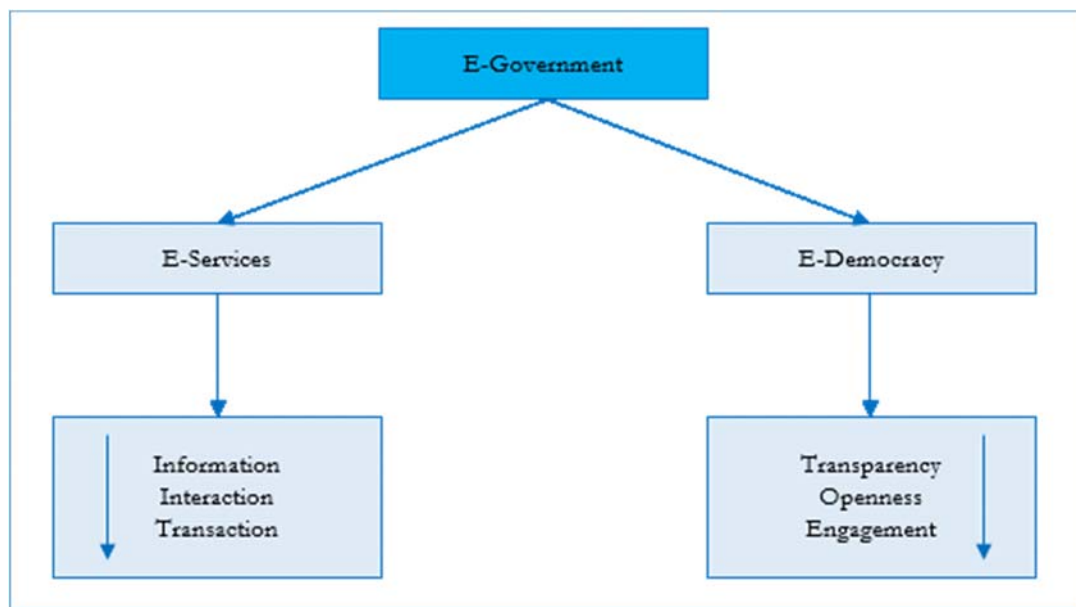 E-Government
E-Services
E-Democracy
Information
Interaction
Transaction
Transparency
Openness
Engagement